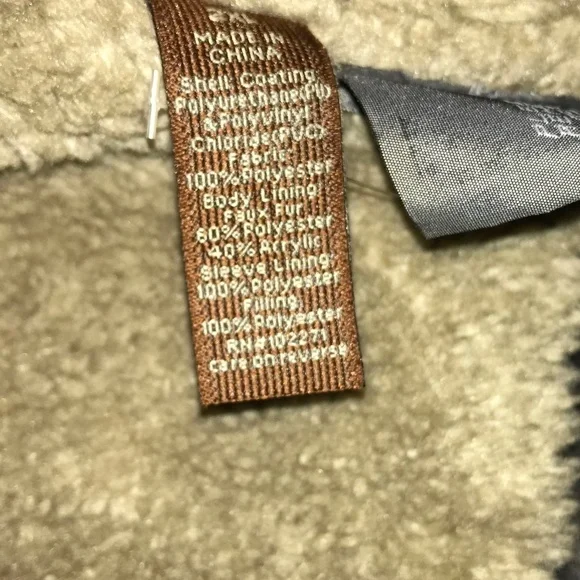 MADE IN
CHINA
Shell Coating
Polyurethane(PU)
& Polyvinyl
Chloride(PVC)
Fabric
100% Polyester
Body Lining
Faux Fur
60% Polyester
40% Acrylic
Sleeve Lining
100% Polyester
Filling
100% Polyester
RN#102271
care on reverse